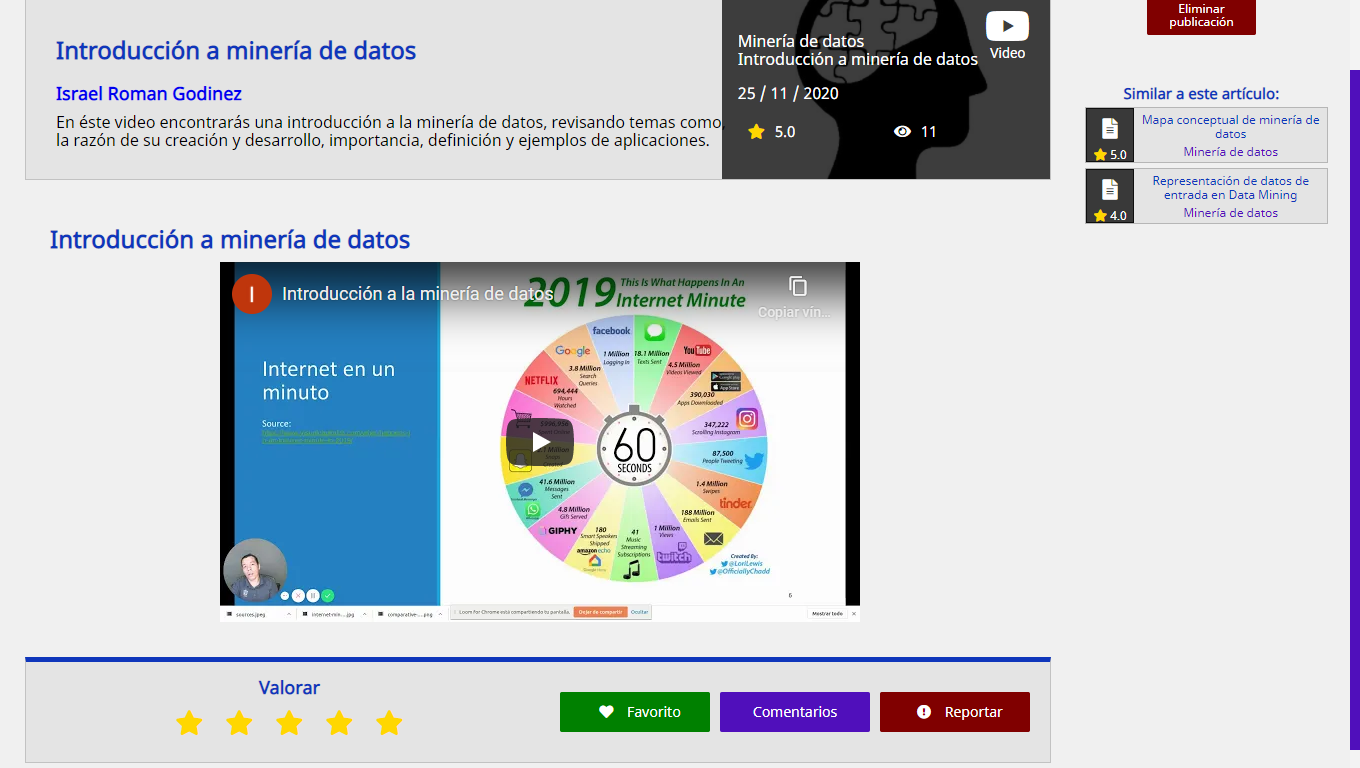 Introducción a minería de datos
Israel Roman Godinez
En éste video encontrarás una introducción a la minería de datos, revisando temas como,
la razón de su creación y desarrollo, importancia, definición y ejemplos de aplicaciones.
Minería de datos
Introducción a minería de datos
Video
25 / 11 / 2020
5.0
11
Eliminar
publicación
Similar a este artículo:
Mapa conceptual de minería de
datos
Minería de datos
5.0
Representación de datos de
entrada en Data Mining
Minería de datos
4.0
Introducción a minería de datos
I
Introducción a la minería de datos
Copiar vín...
2019 This Is What Happens In An
Internet Minute
Internet en un
minuto
Source:
facebook
1 Million
Logging In
18.1 Million
Texts Sent
YouTube
4.5 Million
Videos Viewed
Google play
App Store
390,030
Apps Downloaded
347,222
Scrolling Instagram
87,500
People Tweeting
1.4 Million
Swipes
tinder
188 Million
Emails Sent
1 Million
Views
twitch
41
Music
Streaming
Subscriptions
180
Smart Speakers
Shipped
amazon echo
Google Home
4.8 Million
Gifs Served
GIPHY
41.6 Million
Messages
Sent
694,444
Hours
Watched
NETFLIX
3.8 Million
Search
Queries
Google
60
SECONDS
Created By:
@LoriLewis
@OfficiallyChadd
6
sources.jpeg
comparative-....png
Loom for Chrome está compartiendo tu pantalla.
Dejar de compartir
Ocultar
Mostrar todo
Valorar
Favorito
Comentarios
Reportar